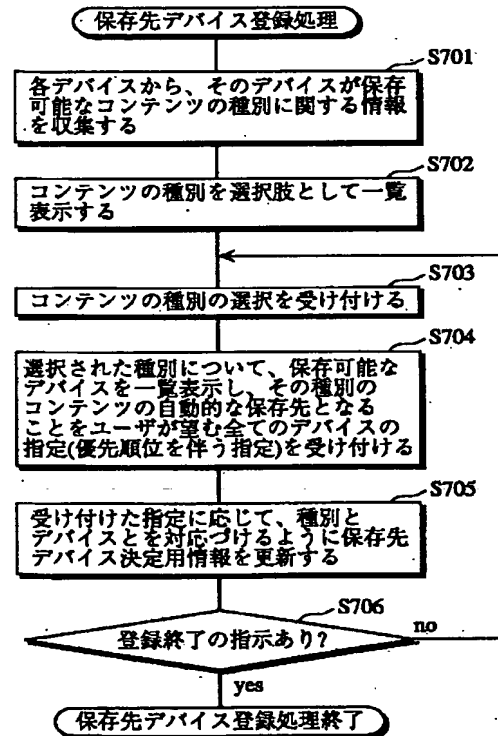 保存先デバイス登録処理
S701
各デバイスから、そのデバイスが保存
可能なコンテンツの種別に関する情報
を収集する
S702
コンテンツの種別を選択肢として一覧
表示する
S703
コンテンツの種別の選択を受け付ける
S704
選択された種別について、保存可能な
デバイスを一覧表示し、その種別の
コンテンツの自動的な保存先となる
ことをユーザが望む全てのデバイスの
指定(優先順位を伴う指定)を受け付ける
S705
受け付けた指定に応じて、種別と
デバイスとを対応づけるように保存先
デバイス決定用情報を更新する
S706
登録終了の指示あり?
no
yes
保存先デバイス登録処理終了